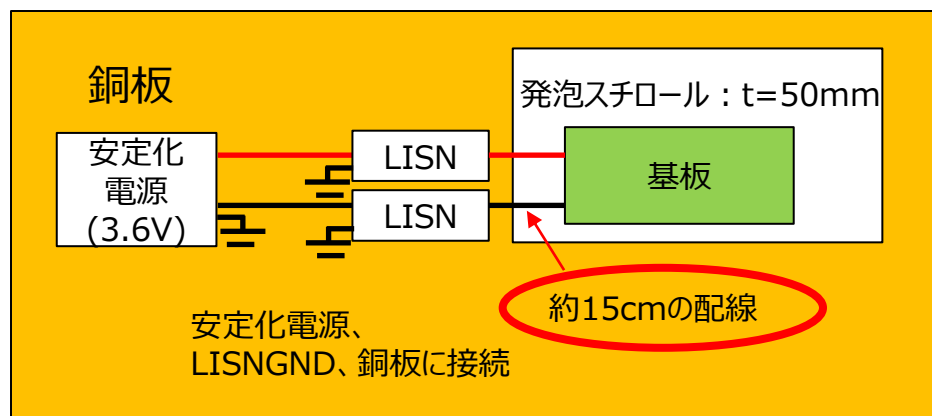 銅板
発泡スチロール：t=50mm
安定化
電源
(3.6V)
LISN
基板
LISN
約15cmの配線
安定化電源、
LISNGND、銅板に接続